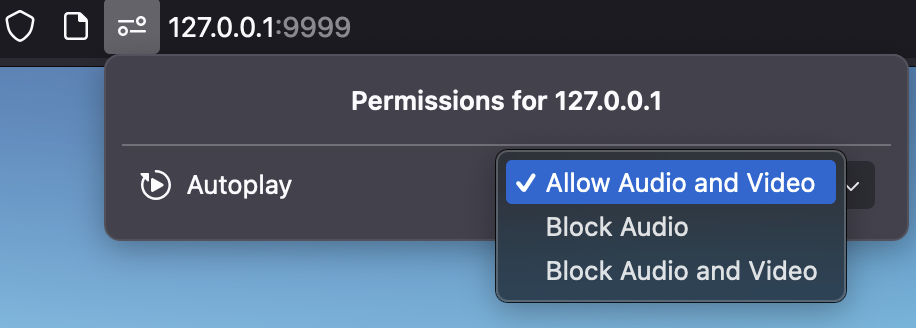 127.0.0.1:9999
Permissions for 127.0.0.1
Autoplay
Allow Audio and Video
Block Audio
Block Audio and Video